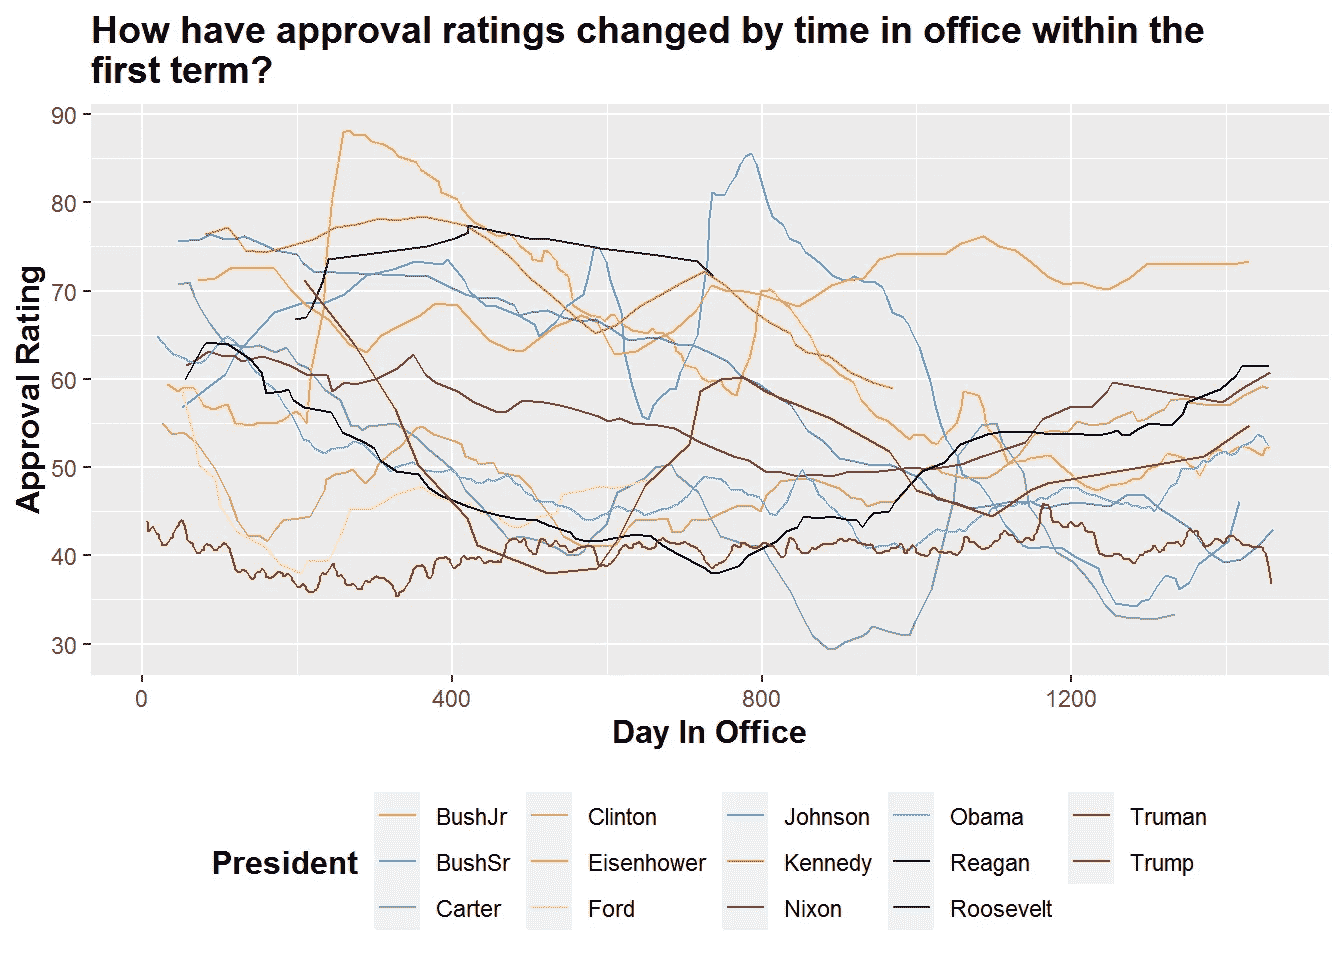 How have approval ratings changed by time in office within the
first term?
Approval Rating
90
80
70
60
50
40
30
0 400 800 1200
Day In Office
President
BushJr Clinton Johnson Obama Truman
BushSr Eisenhower Kennedy Reagan Trump
Carter Ford Nixon Roosevelt